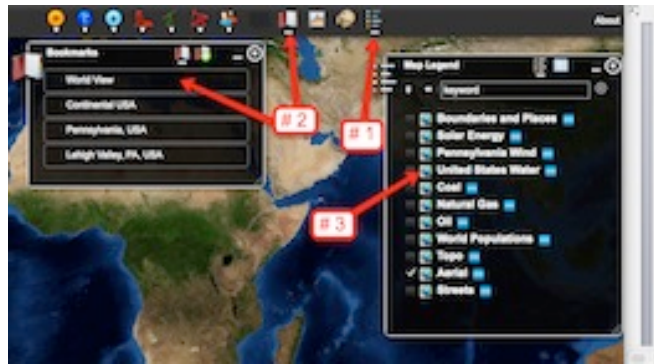 About
Bookmarks
World View
Continental USA
Pennsylvania, USA
Lehigh Valley, PA, USA
# 2
# 1
Map Legend
keyword
Boundaries and Places
Solar Energy
Pennsylvania Wind
United States Water
Coal
Natural Gas
Oil
World Populations
Topo
Aerial
Streets
# 3